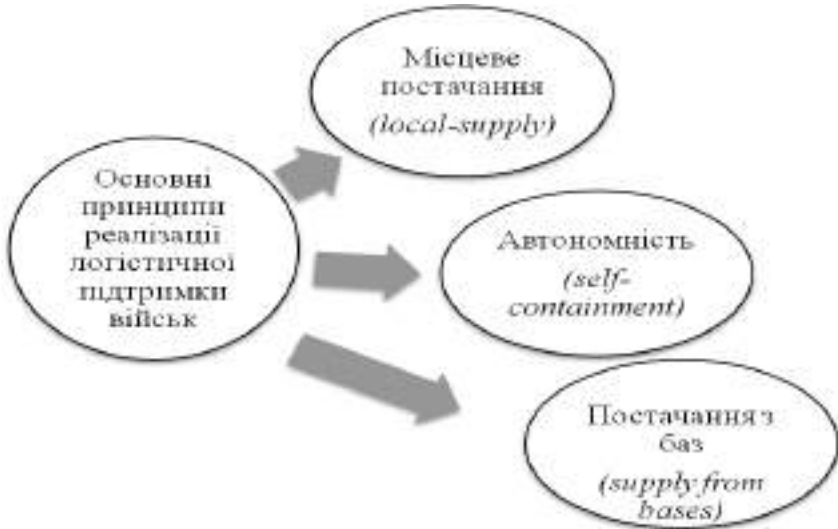 Місцеве
постачання
(local-supply)
Основні
принципи
реалізації
логістичної
підтримки
військ
Автономність
(self-
containment)
Постачання з
баз
(supply from
bases)